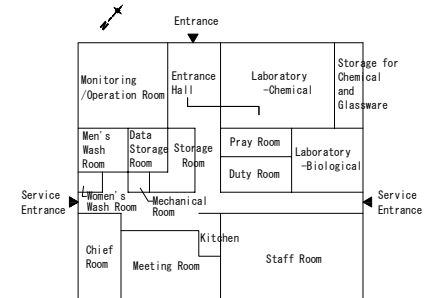 Entrance
Monitoring
/Operation Room
Entrance
Hall
Laboratory
-Chemical
Storage for
Chemical
and
Glassware
Men's
Wash
Room
Data
Storage
Room
Storage
Room
Pray Room
Duty Room
Laboratory
-Biological
Service
Entrance
Women's
Wash Room
Mechanical
Room
Service
Entrance
Chief
Room
Meeting Room
Kitchen
Staff Room